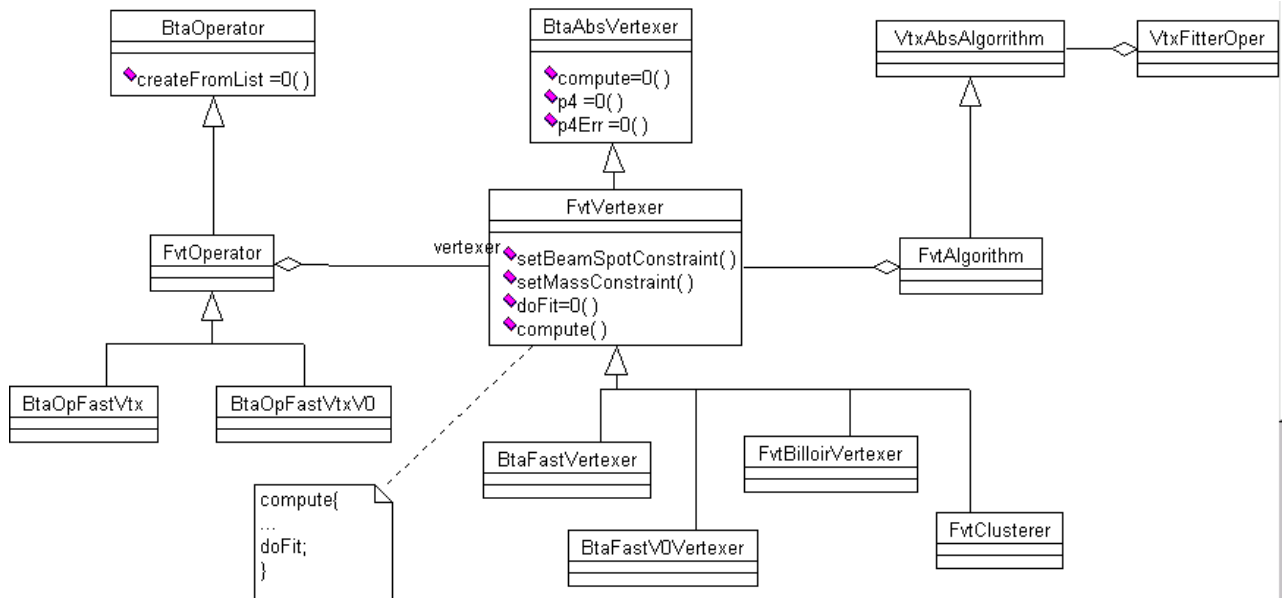 BtaOperator
createFromList =0( )
BtaAbsVertexer
compute=0( )
p4 =0( )
p4Err =0( )
VtxAbsAlgorrithm
VtxFitterOper
FvtOperator
vertexer
FvtVertexer
setBeamSpotConstraint( )
setMassConstraint( )
doFit=0( )
compute( )
FvtAlgorithm
BtaOpFastVtx
BtaOpFastVtxV0
BtaFastVertexer
FvtBilloirVertexer
BtaFastV0Vertexer
FvtClusterer
compute{
...
doFit;
}